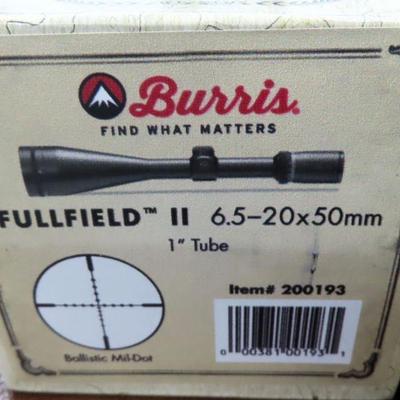 Burris.
FIND WHAT MATTERS
FULLFIELD™ II 6.5–20x50mm
1” Tube
Item# 200193
0 00381 00193 1
Ballistic Mil-Dot